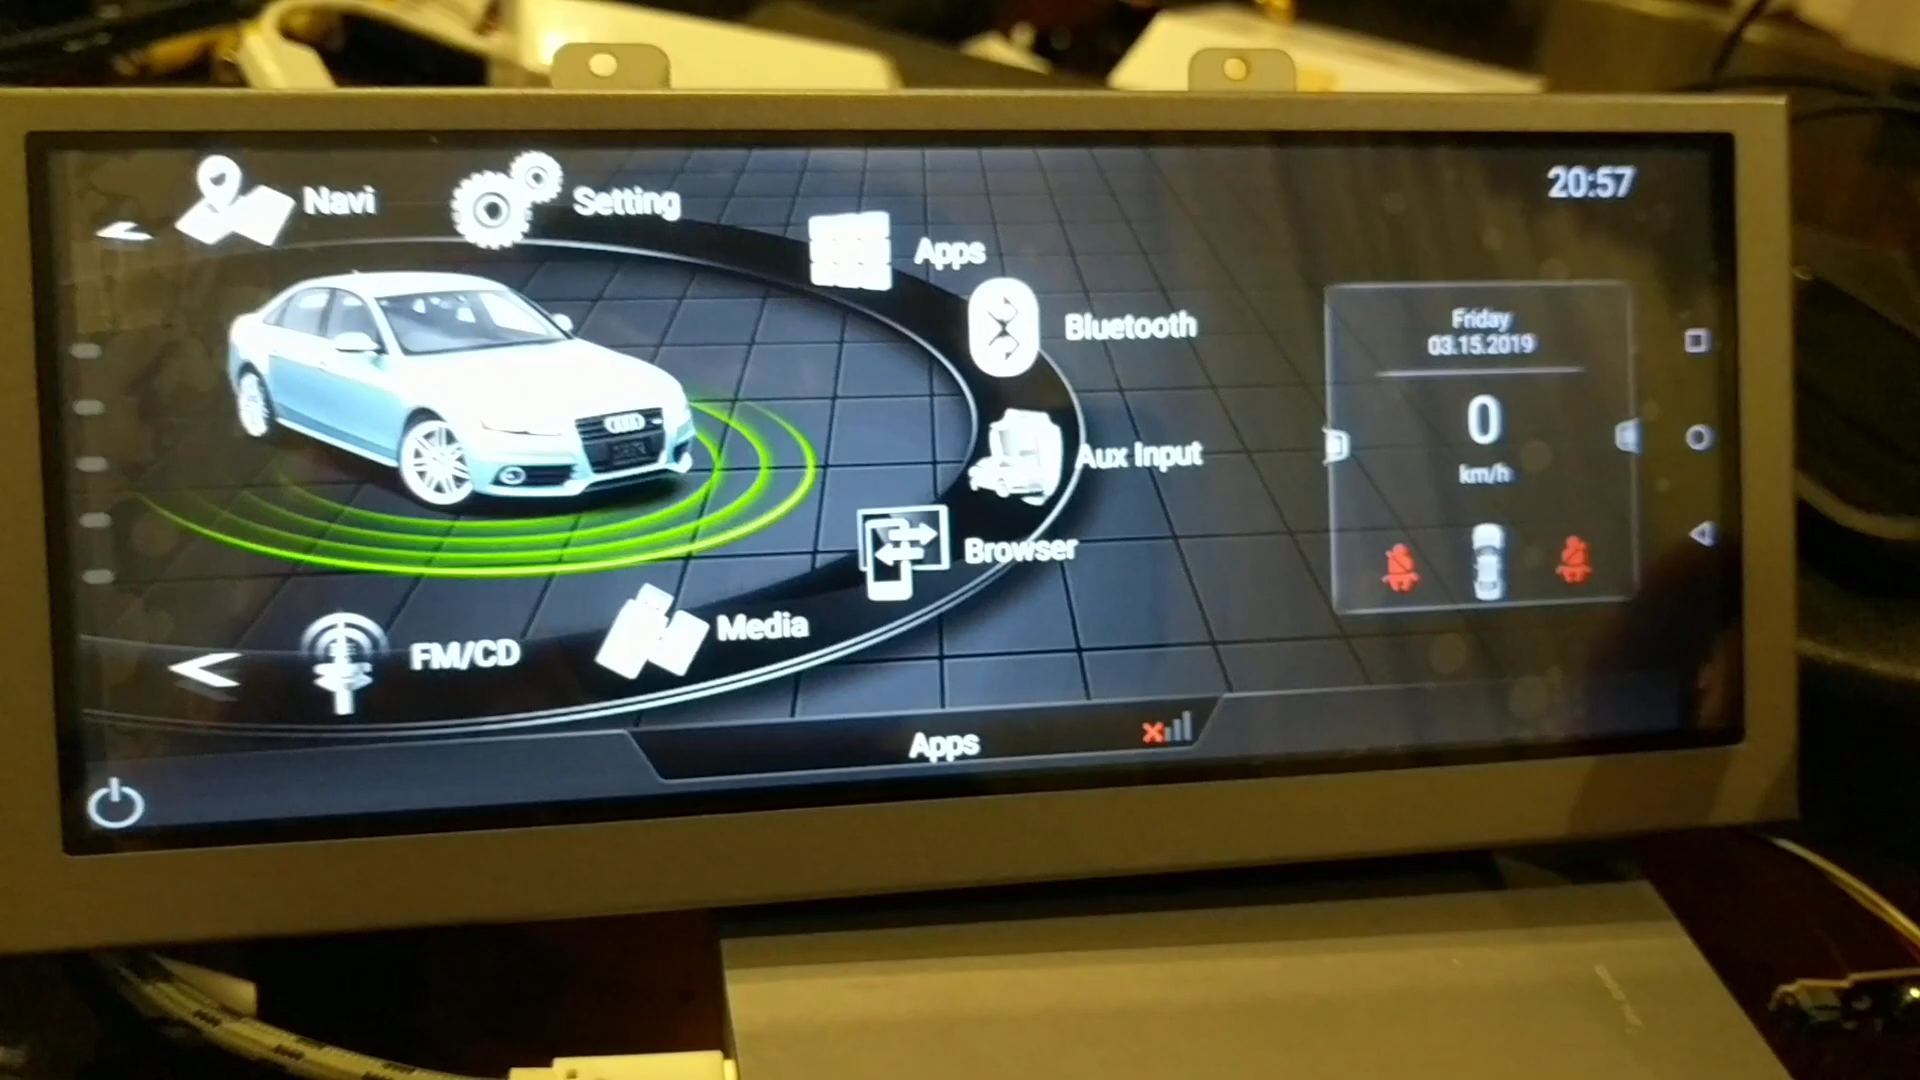 Navi
Setting
20:57
Apps
Bluetooth
Friday
03.15.2019
0
km/h
Aux Input
Browser
Media
FM/CD
Apps